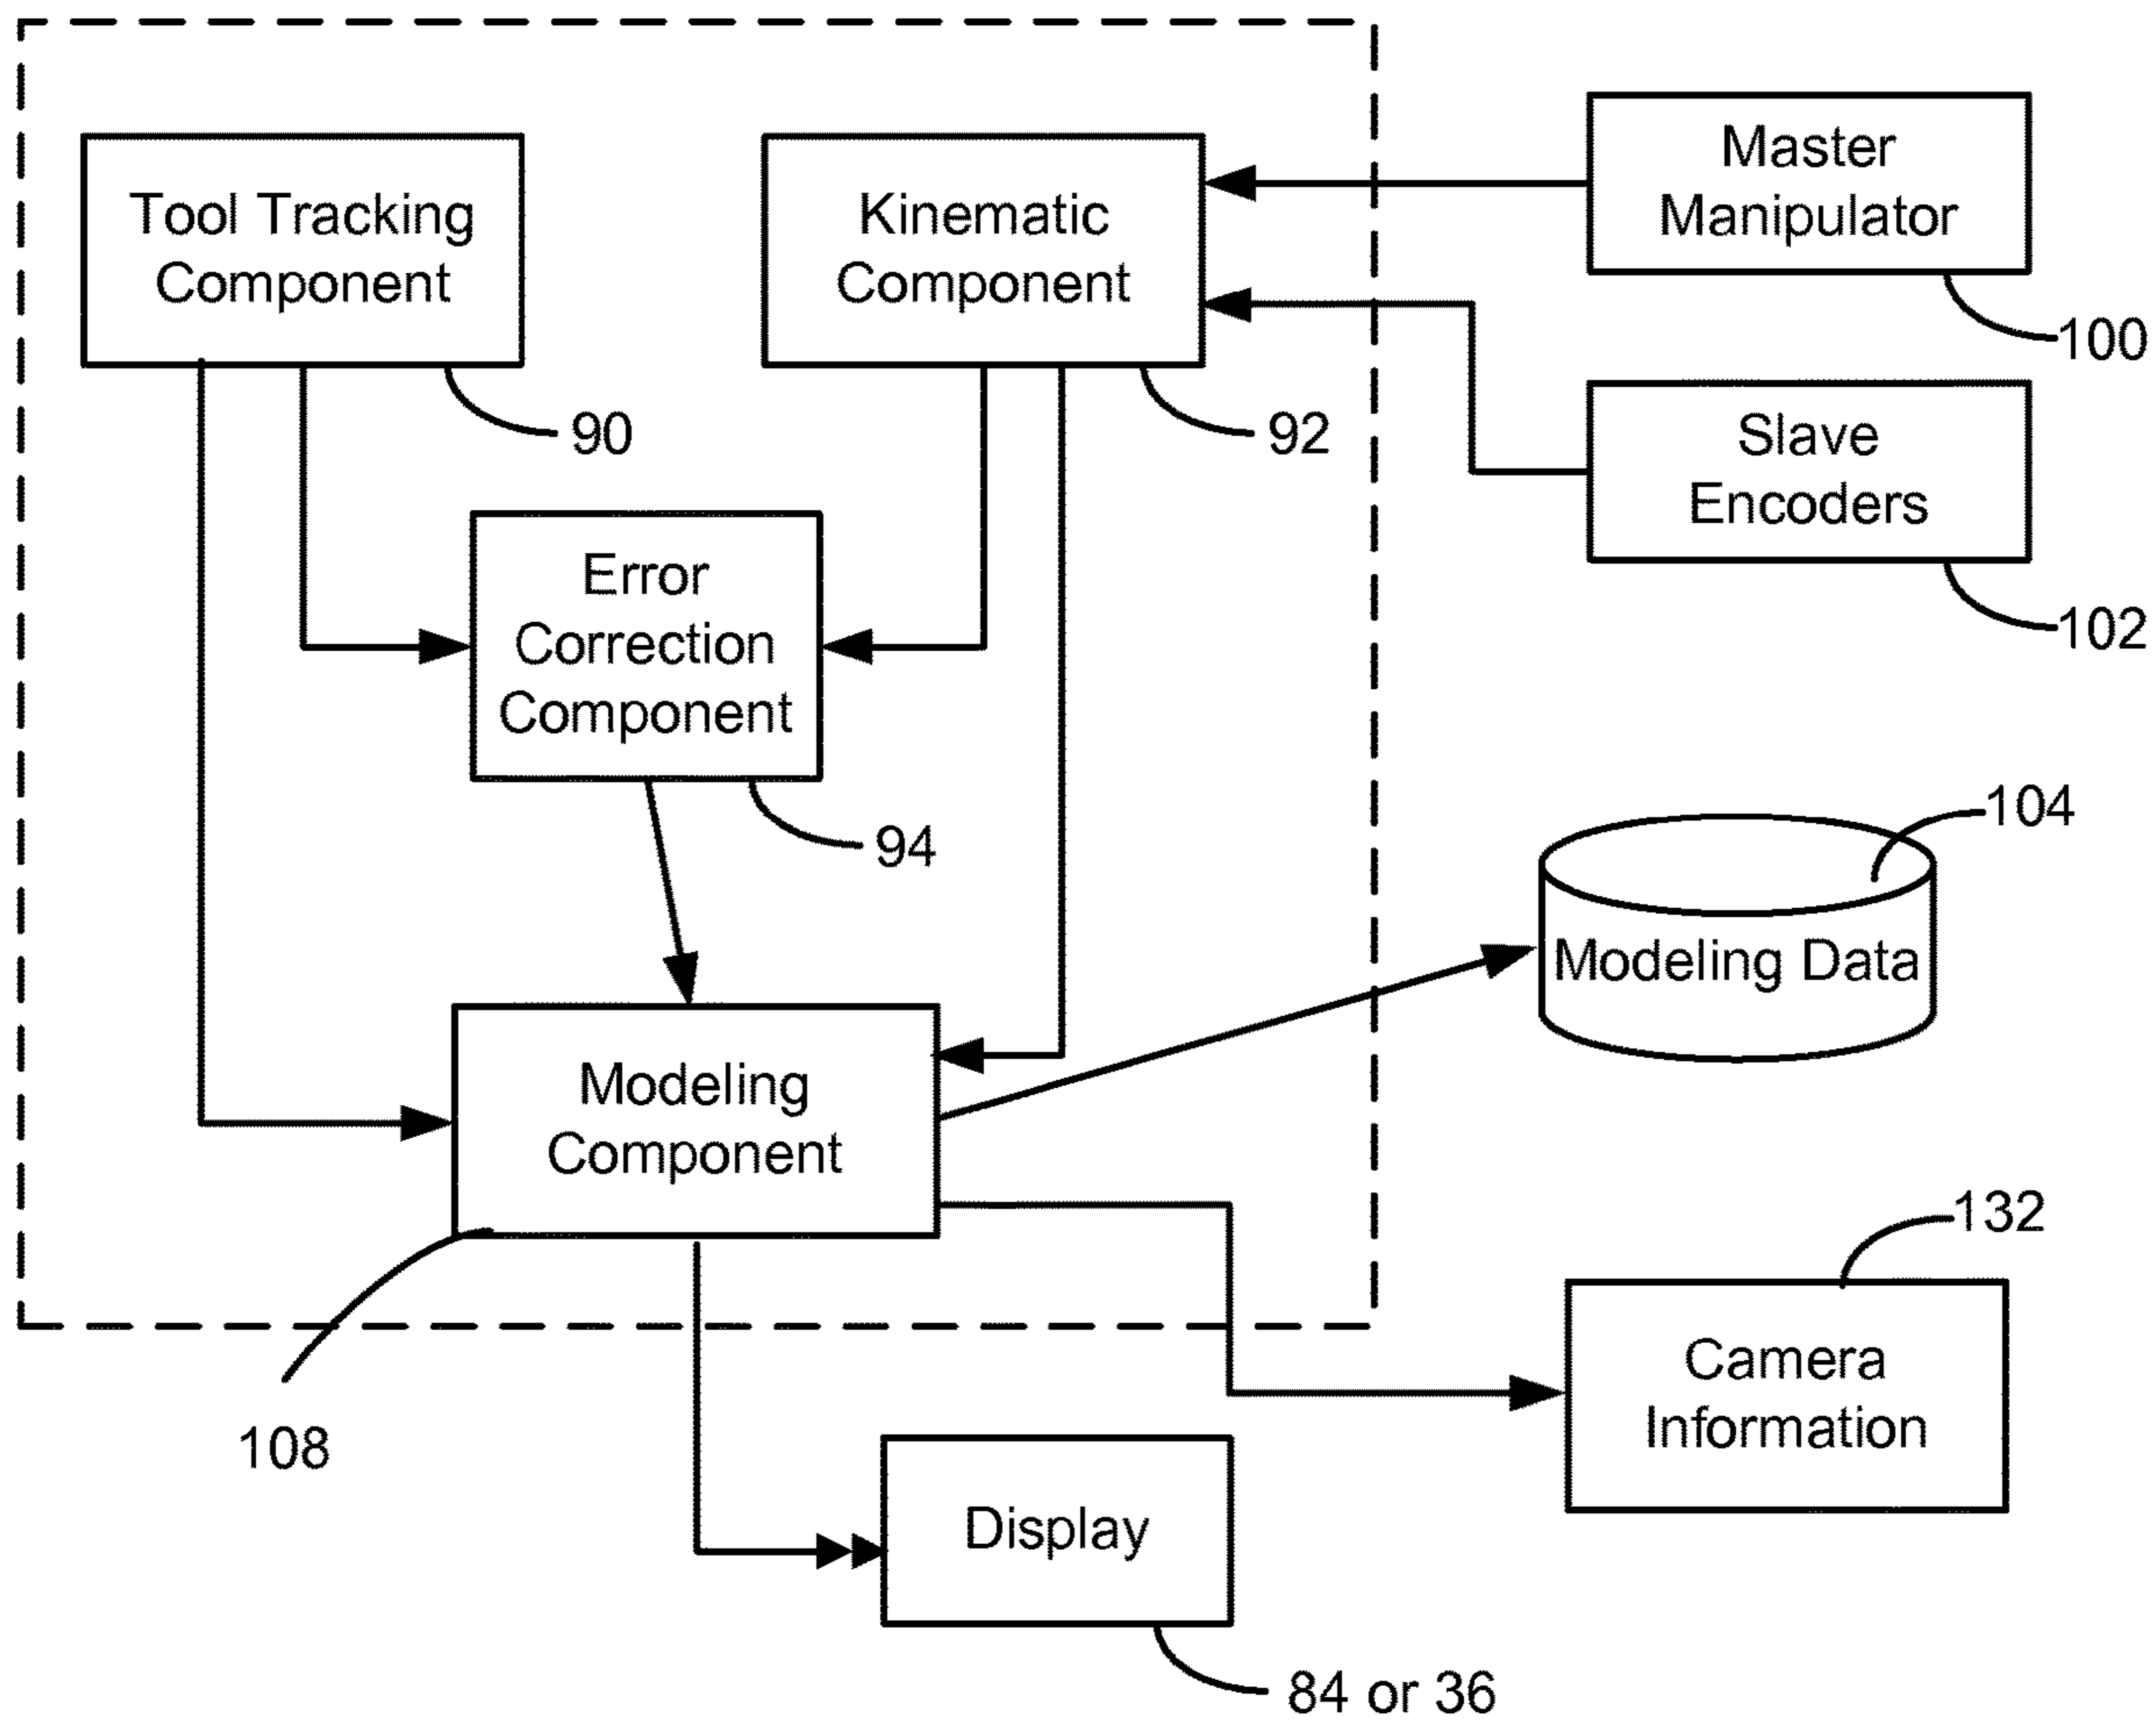 Tool Tracking
Component
90
Kinematic
Component
92
Master
Manipulator
100
Slave
Encoders
102
Error
Correction
Component
94
104
Modeling Data
Modeling
Component
108
132
Camera
Information
Display
84 or 36